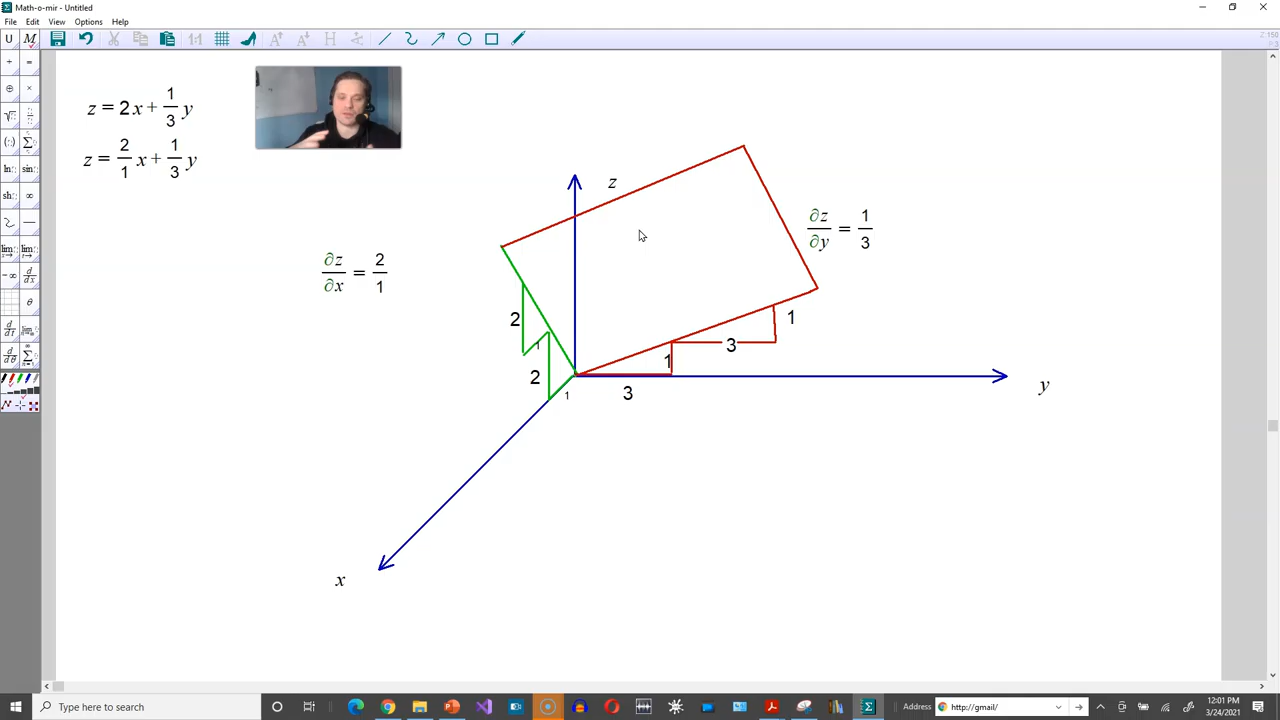 Math-o-mir - Untitled
File Edit View Options Help
z = 2x + 1/3 y
z = 2/1 x + 1/3 y
z
∂z/∂y = 1/3
∂z/∂x = 2/1
2
1
1
3
1
2
3
1
y
x
Type here to search
Address http://gmail/
12:01 PM
3/24/2021